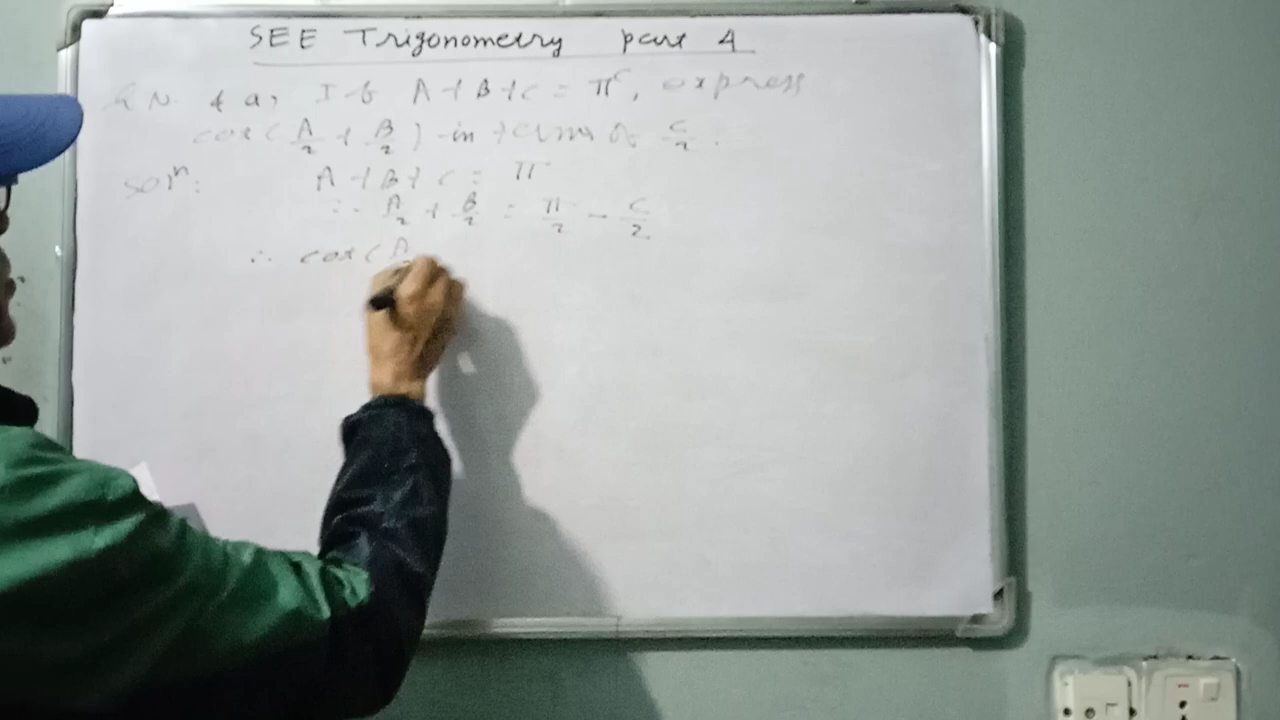 SEE Trigonometry part 4
Q.N. 4 a) If A + B + C = πᶜ, express
cos(A/2 + B/2) in terms of C/2.
Solⁿ: A + B + C = π
∴ A/2 + B/2 = π/2 - C/2
∴ cos(A